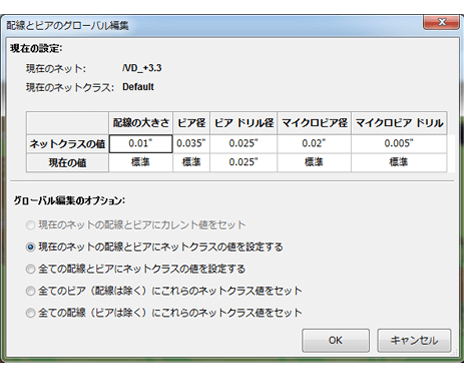 配線とビアのグローバル編集
現在の設定:
現在のネット: /VD_+3.3
現在のネットクラス: Default
配線の大きさ ビア径 ビア ドリル径 マイクロビア径 マイクロビア ドリル
ネットクラスの値 0.01" 0.035" 0.025" 0.02" 0.005"
現在の値 標準 標準 0.025" 標準 標準
グローバル編集のオプション:
現在のネットの配線とビアにカレント値をセット
現在のネットの配線とビアにネットクラスの値を設定する
全ての配線とビアにネットクラスの値を設定する
全てのビア（配線は除く）にこれらのネットクラス値をセット
全ての配線（ビアは除く）にこれらのネットクラス値をセット
OK キャンセル